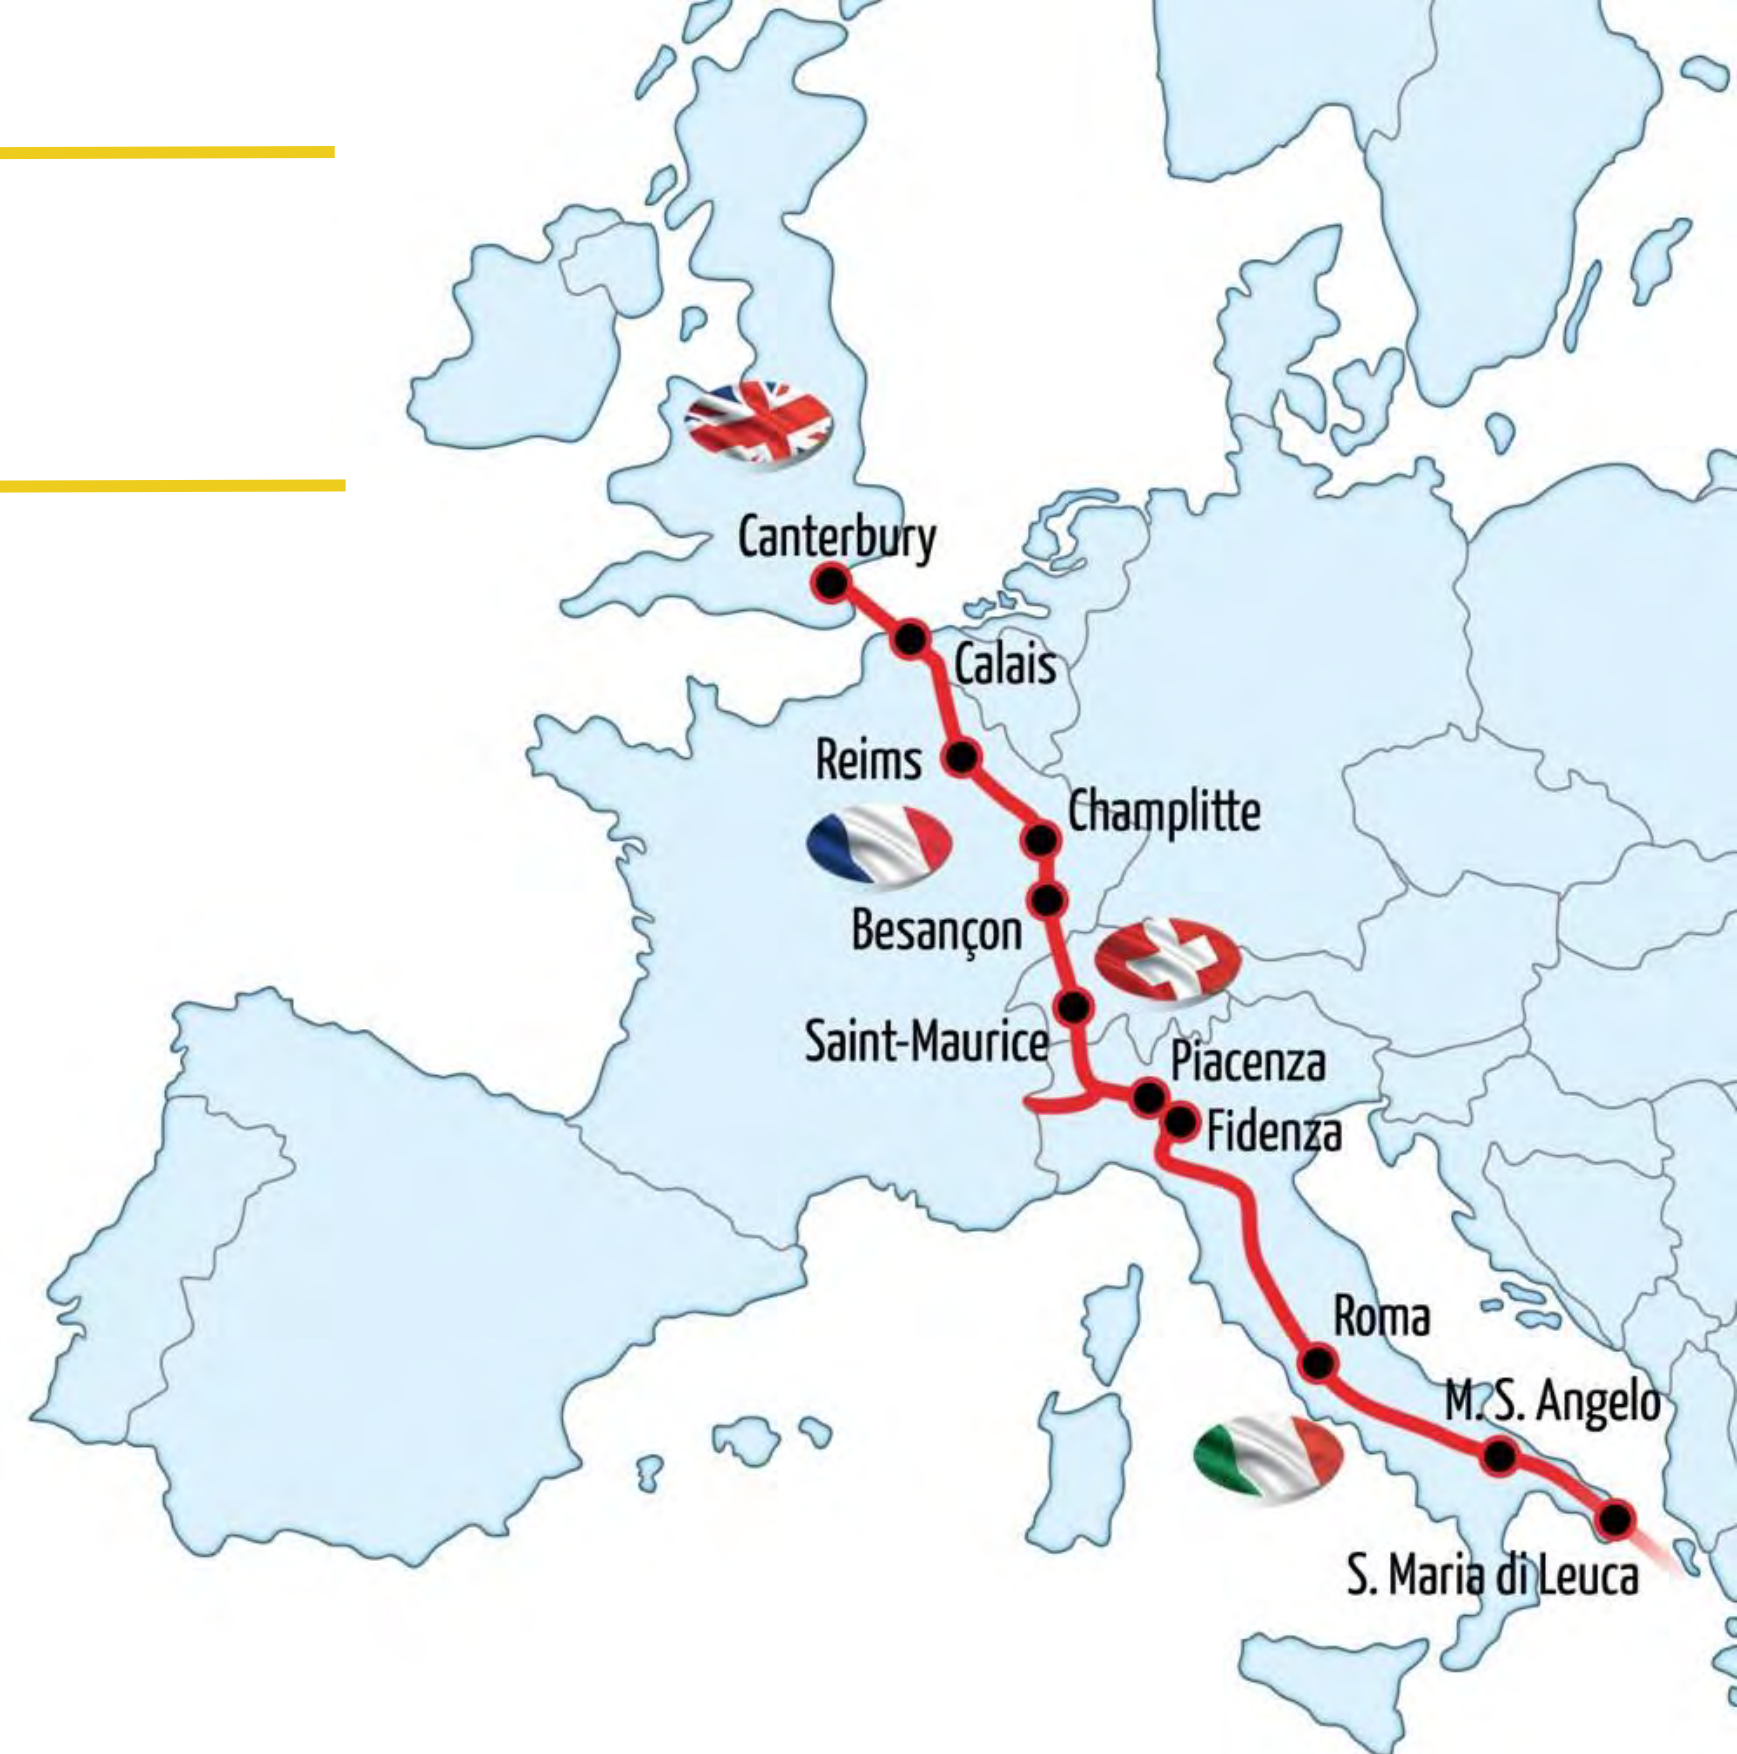 Canterbury
Calais
Reims
Champlitte
Besançon
Saint-Maurice
Piacenza
Fidenza
Roma
M. S. Angelo
S. Maria di Leuca